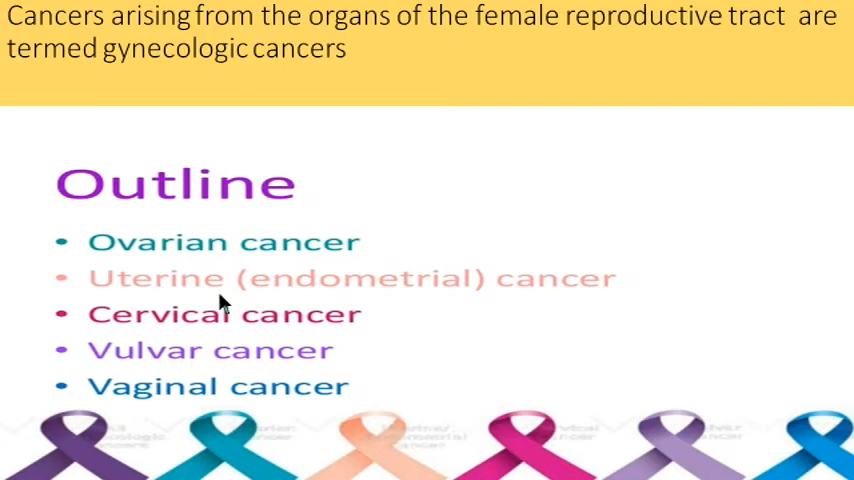 Cancers arising from the organs of the female reproductive tract are
termed gynecologic cancers
Outline
• Ovarian cancer
• Uterine (endometrial) cancer
• Cervical cancer
• Vulvar cancer
• Vaginal cancer